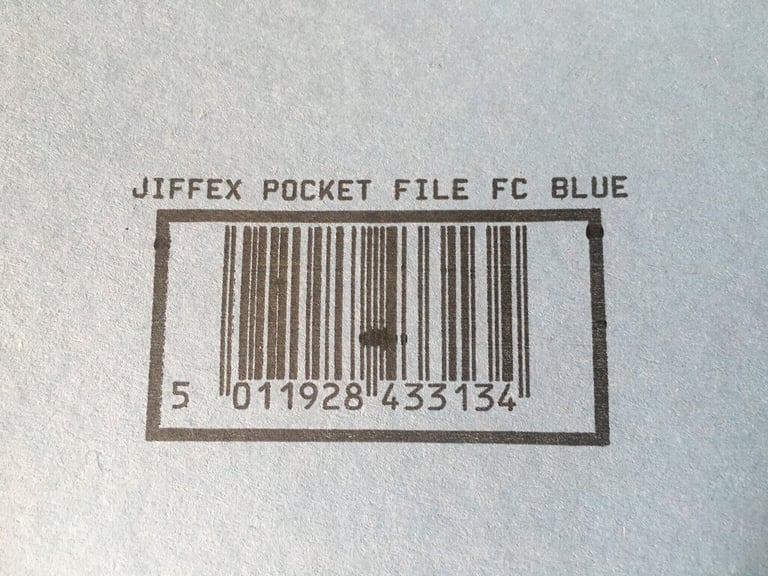 JIFFEX POCKET FILE FC BLUE
5 011928 433134